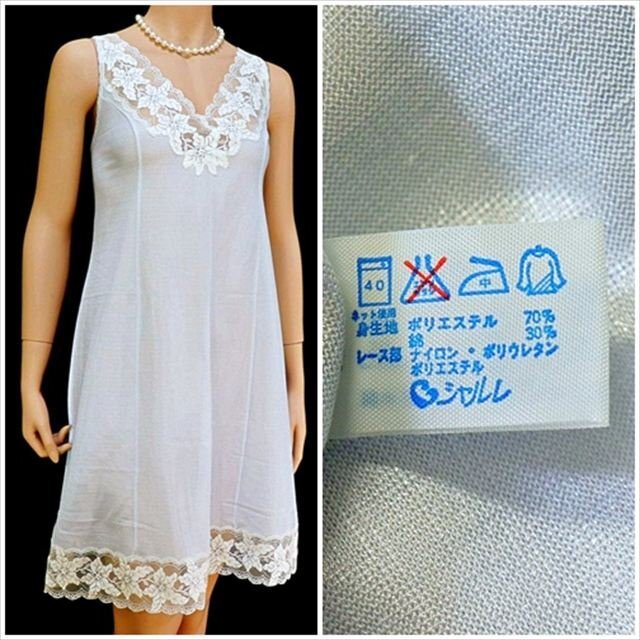 40 中
ネット使用
身生地 ポリエステル 70%
綿 30%
レース部 ナイロン・ポリウレタン
ポリエステル
シャルレ